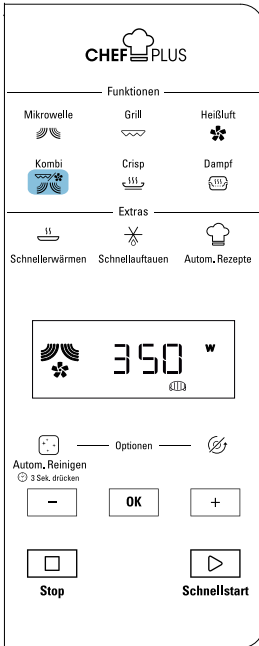 CHEF PLUS
Funktionen
Mikrowelle Grill Heißluft
Kombi Crisp Dampf
Extras
Schnellerwärmen Schnellauftauen Autom. Rezepte
350 W
Optionen
Autom. Reinigen
3 Sek. drücken
− OK +
Stop Schnellstart